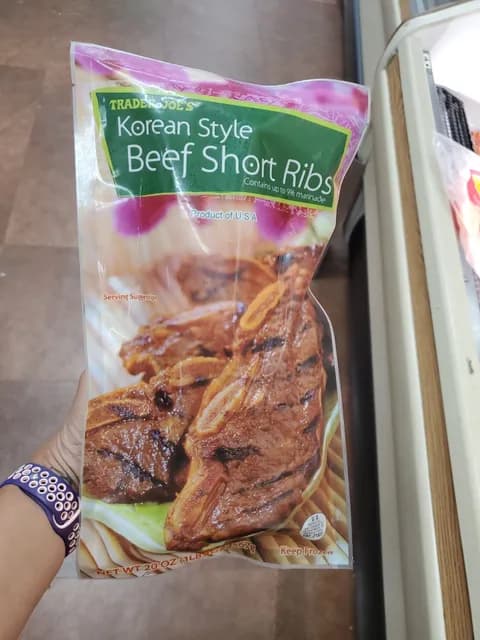 TRADER JOE'S
Korean Style
Beef Short Ribs
Contains up to 9% marinade
Product of U.S.A
Serving Suggestion
Keep Frozen
NET WT. 20 OZ (1LB